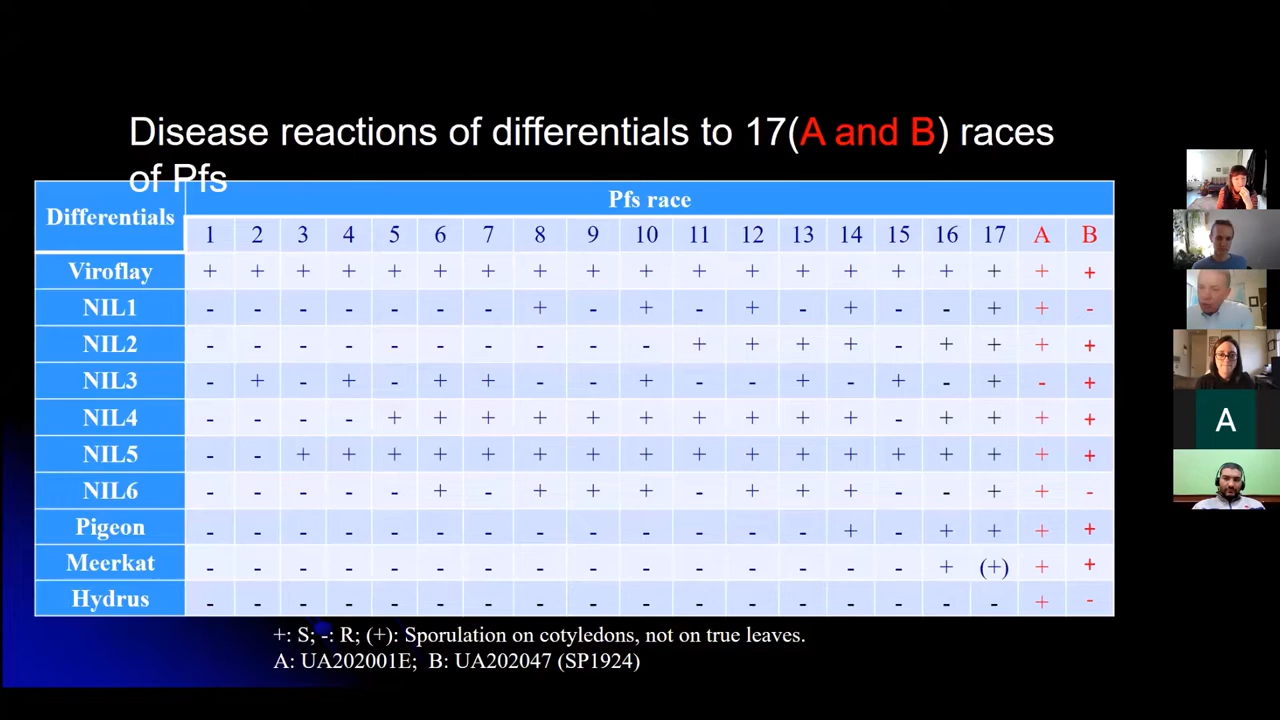 Disease reactions of differentials to 17(A and B) races
of Pfs
Differentials Pfs race
1 2 3 4 5 6 7 8 9 10 11 12 13 14 15 16 17 A B
Viroflay + + + + + + + + + + + + + + + + + + +
NIL1 - - - - - - - + - + - + - + - - + + -
NIL2 - - - - - - - - - - + + + + - + + + +
NIL3 - + - + - + + - - + - - + - + - + - +
NIL4 - - - - + + + + + + + + + + - + + + +
NIL5 - - + + + + + + + + + + + + + + + + +
NIL6 - - - - - + - + + + - + + + - - + + -
Pigeon - - - - - - - - - - - - - + - + + + +
Meerkat - - - - - - - - - - - - - - - + (+) + +
Hydrus - - - - - - - - - - - - - - - - - + -
+: S; -: R; (+): Sporulation on cotyledons, not on true leaves.
A: UA202001E; B: UA202047 (SP1924)
A